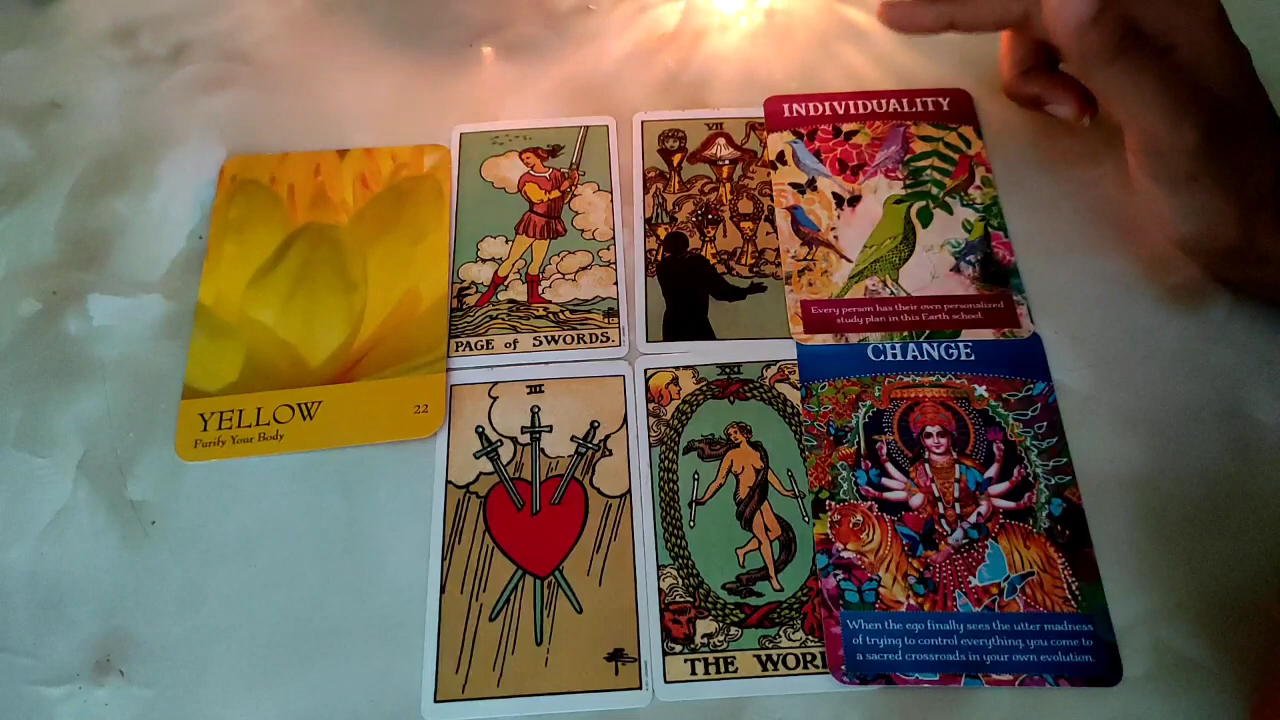 YELLOW
22
Purify Your Body
PAGE of SWORDS.
VII
INDIVIDUALITY
Every person has their own personalized
study plan in this Earth school.
III
XXI
THE WORL
CHANGE
When the ego finally sees the utter madness
of trying to control everything, you come to
a sacred crossroads in your own evolution.